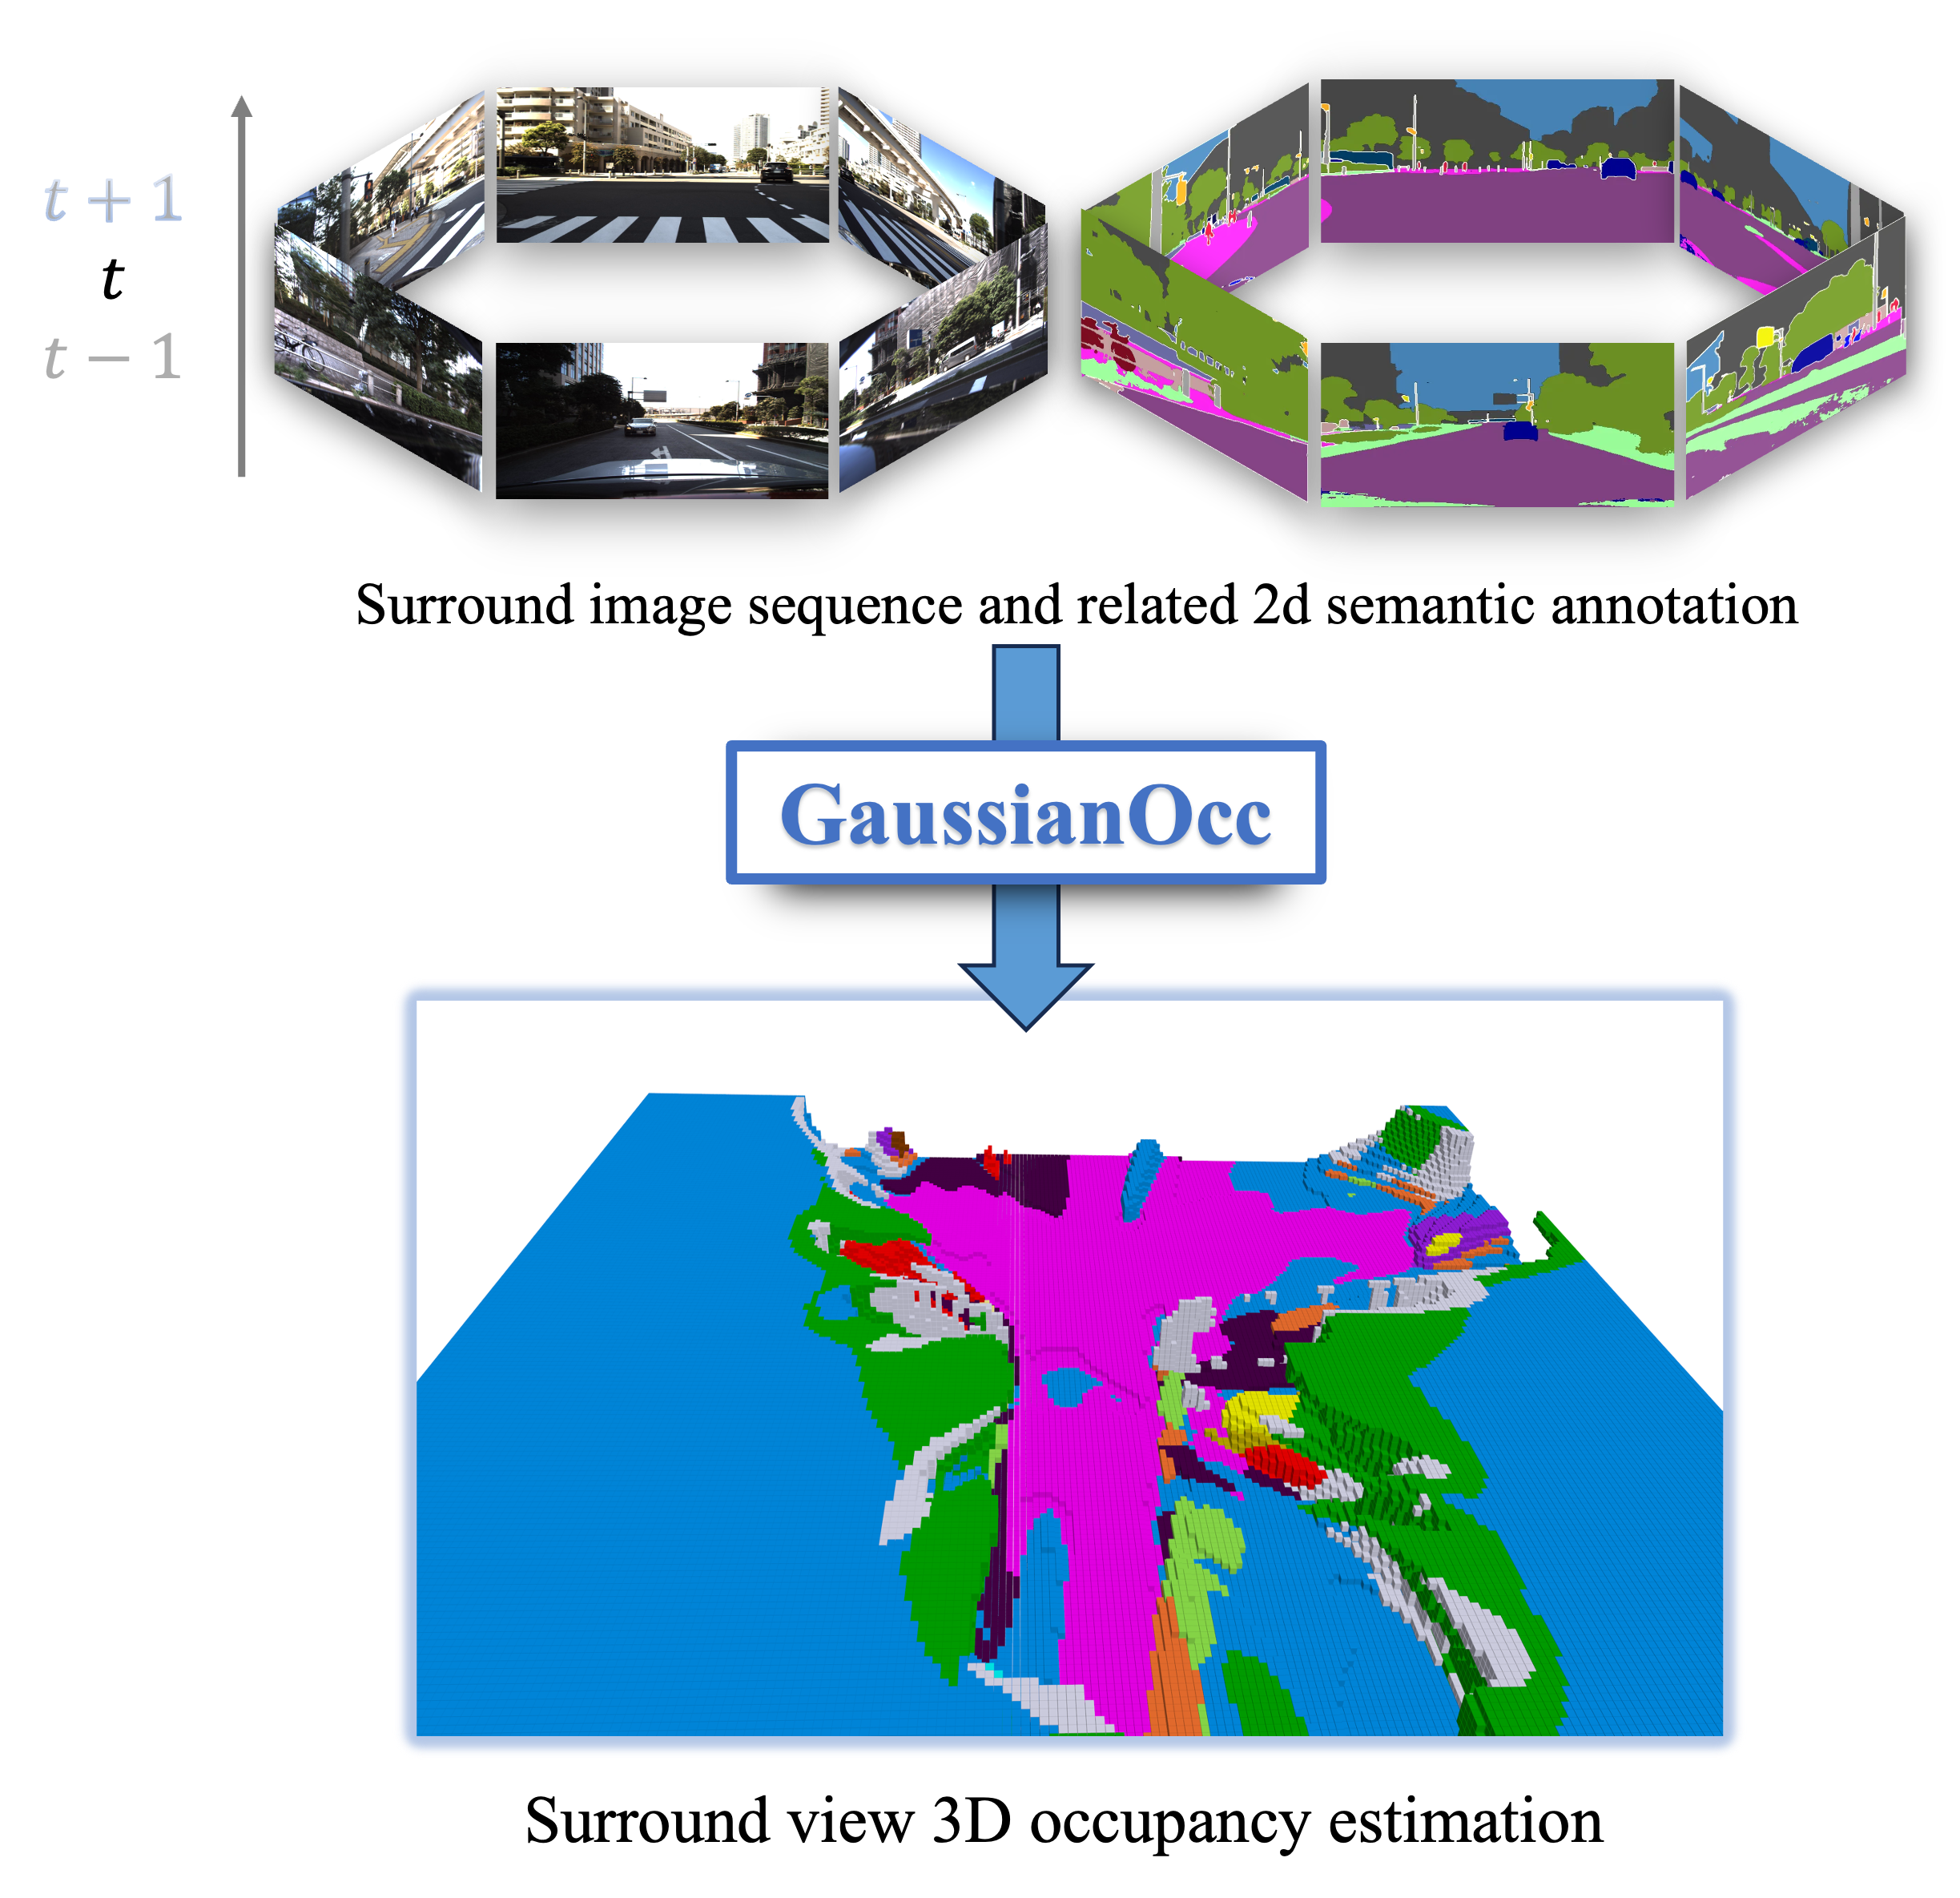 t + 1
t
t − 1
Surround image sequence and related 2d semantic annotation
GaussianOcc
Surround view 3D occupancy estimation